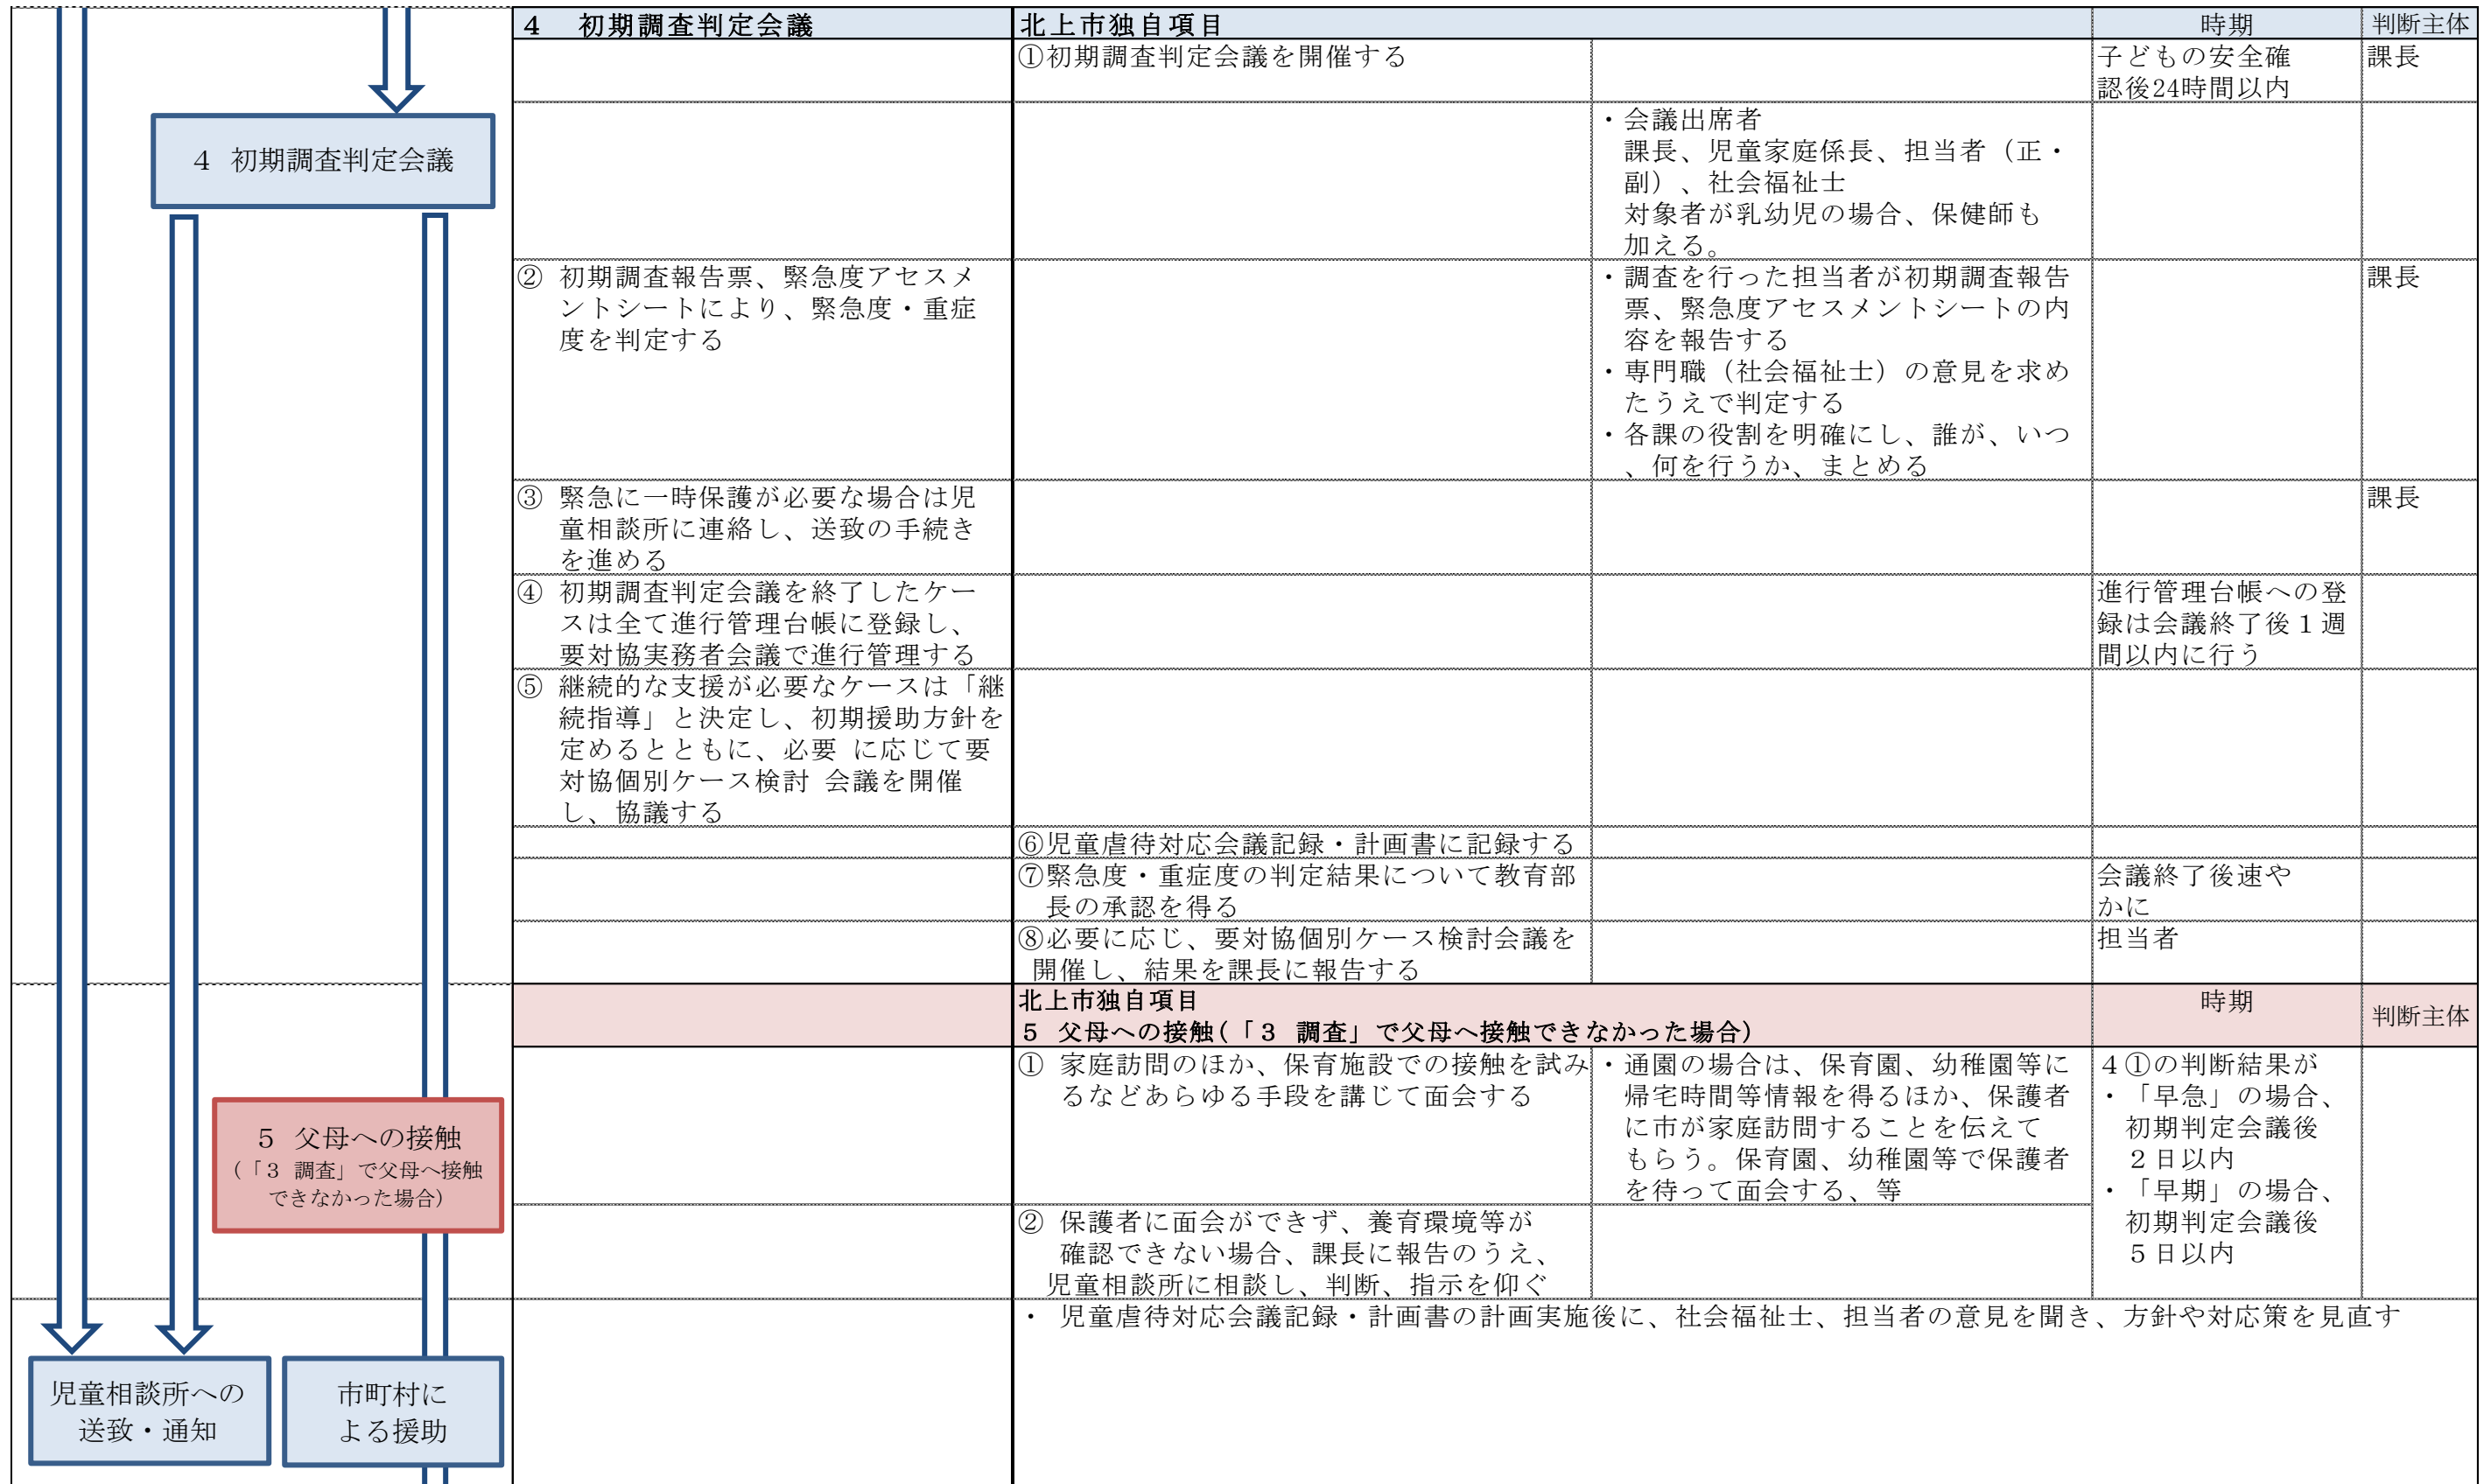 4　初期調査判定会議
北上市独自項目
時期
判断主体
①初期調査判定会議を開催する
子どもの安全確
認後24時間以内
課長
4 初期調査判定会議
・会議出席者
課長、児童家庭係長、担当者（正・
副）、社会福祉士
対象者が乳幼児の場合、保健師も
加える。
② 初期調査報告票、緊急度アセスメ
ントシートにより、緊急度・重症
度を判定する
・調査を行った担当者が初期調査報告
票、緊急度アセスメントシートの内
容を報告する
・専門職（社会福祉士）の意見を求め
たうえで判定する
・各課の役割を明確にし、誰が、いつ
、何を行うか、まとめる
課長
③ 緊急に一時保護が必要な場合は児
童相談所に連絡し、送致の手続き
を進める
課長
④ 初期調査判定会議を終了したケー
スは全て進行管理台帳に登録し、
要対協実務者会議で進行管理する
進行管理台帳への登
録は会議終了後１週
間以内に行う
⑤ 継続的な支援が必要なケースは「継
続指導」と決定し、初期援助方針を
定めるとともに、必要 に応じて要
対協個別ケース検討 会議を開催
し、協議する
⑥児童虐待対応会議記録・計画書に記録する
⑦緊急度・重症度の判定結果について教育部
長の承認を得る
会議終了後速や
かに
⑧必要に応じ、要対協個別ケース検討会議を
開催し、結果を課長に報告する
担当者
北上市独自項目
5 父母への接触(「3 調査」で父母へ接触できなかった場合)
時期
判断主体
① 家庭訪問のほか、保育施設での接触を試み
るなどあらゆる手段を講じて面会する
・通園の場合は、保育園、幼稚園等に
帰宅時間等情報を得るほか、保護者
に市が家庭訪問することを伝えて
もらう。保育園、幼稚園等で保護者
を待って面会する、等
４①の判断結果が
・「早急」の場合、
初期判定会議後
２日以内
・「早期」の場合、
初期判定会議後
５日以内
5 父母への接触
(「3 調査」で父母へ接触
できなかった場合)
② 保護者に面会ができず、養育環境等が
確認できない場合、課長に報告のうえ、
児童相談所に相談し、判断、指示を仰ぐ
・ 児童虐待対応会議記録・計画書の計画実施後に、社会福祉士、担当者の意見を聞き、方針や対応策を見直す
児童相談所への
送致・通知
市町村に
よる援助